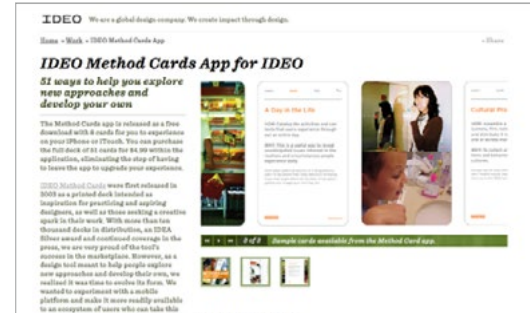 IDEO We are a global design company. We create impact through design.
Home » Work » IDEO Method Cards App
+ Share
IDEO Method Cards App for IDEO
51 ways to help you explore
new approaches and
develop your own
The Method Cards app is released as a free
download with 8 cards for you to experience
on your iPhone or iTouch. You can purchase
the full deck of 51 cards for $4.99 within the
application, eliminating the step of having
to leave the app to upgrade your experience.
IDEO Method Cards were first released in
2003 as a printed deck intended as
inspiration for practicing and aspiring
designers, as well as those seeking a creative
spark in their work. With more than ten
thousand decks in distribution, an IDEA
Silver award and continued coverage in the
press, we are very proud of the tool's
success in the marketplace. However, as a
design tool meant to help people explore
new approaches and develop their own, we
realized it was time to evolve its form. We
wanted to experiment with a mobile
platform and make it more readily available
to an ecosystem of users who can take this
A Day in the Life
Cultural Pro
2 of 3 Sample cards available from the Method Card app.